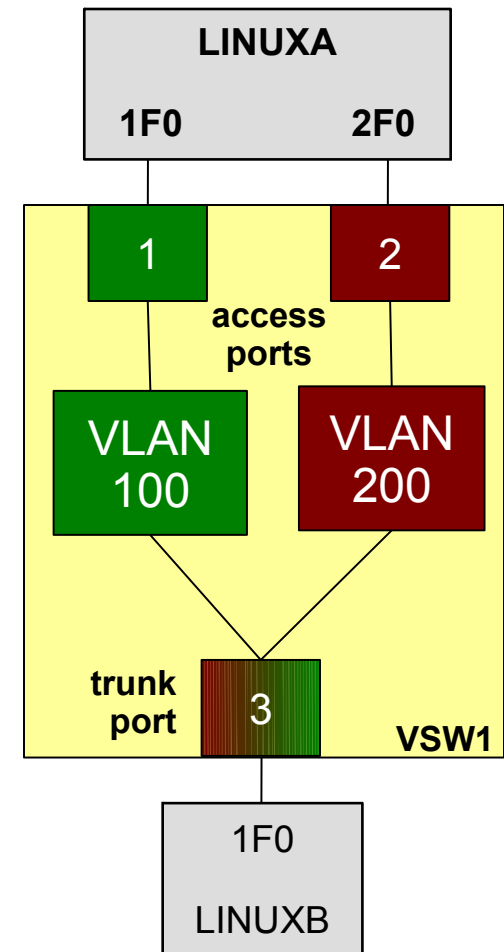 LINUXA
1F0 2F0
1 2
access
ports
VLAN
100
VLAN
200
trunk
port
3
VSW1
1F0
LINUXB